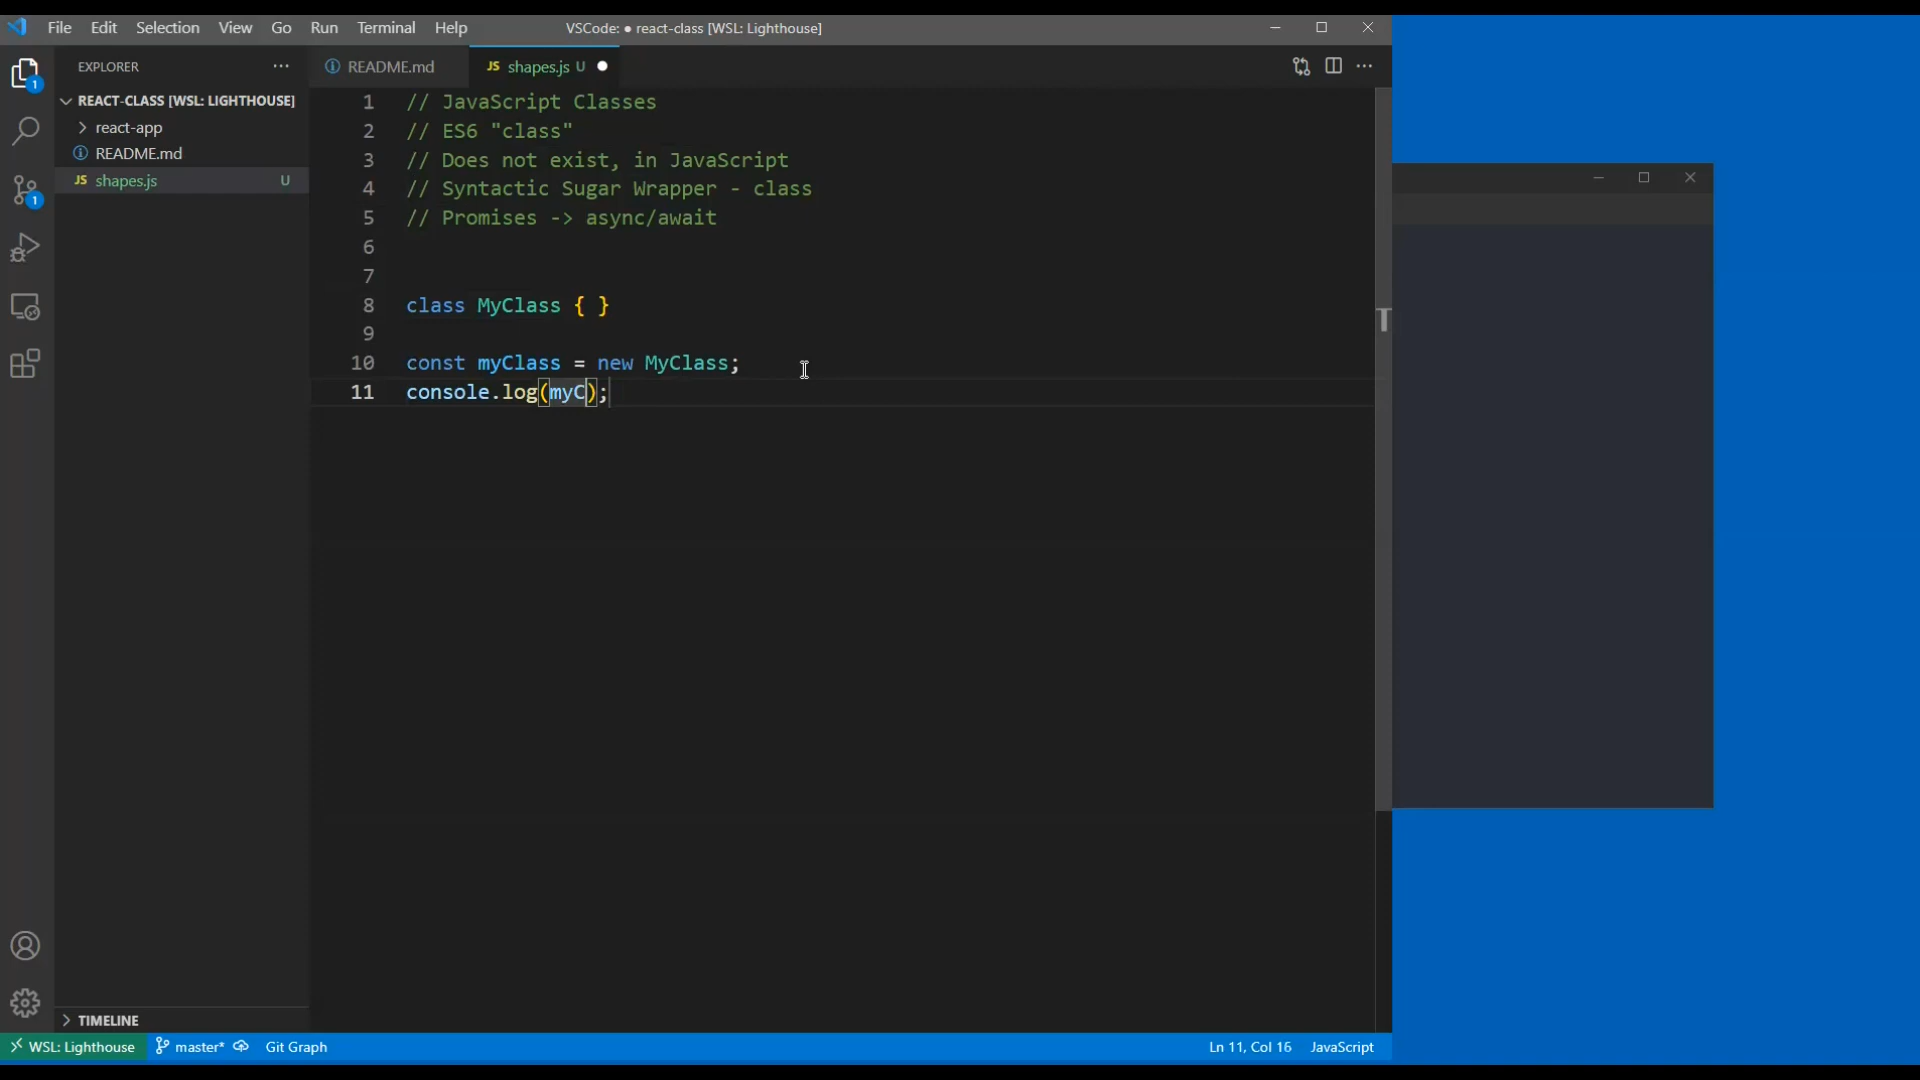 File Edit Selection View Go Run Terminal Help VSCode: ● react-class [WSL: Lighthouse]
EXPLORER ···
README.md
JS shapes.js U ●
1
REACT-CLASS [WSL: LIGHTHOUSE]
react-app
README.md
JS shapes.js U
1
1 // JavaScript Classes
2 // ES6 "class"
3 // Does not exist, in JavaScript
4 // Syntactic Sugar Wrapper - class
5 // Promises -> async/await
6
7
8 class MyClass { }
9
10 const myClass = new MyClass;
11 console.log(myC);
TIMELINE
WSL: Lighthouse master* Git Graph Ln 11, Col 16 JavaScript